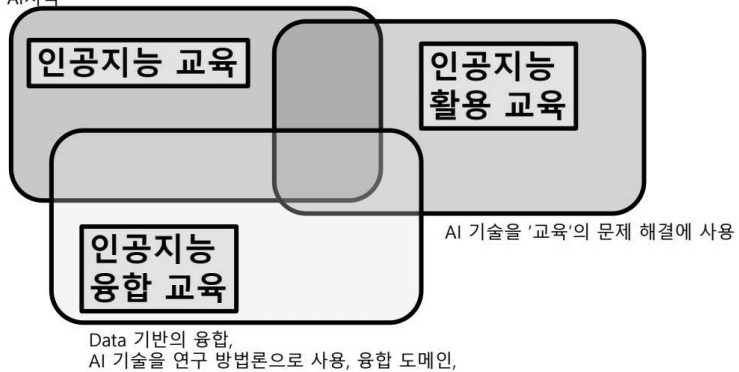 인공지능 교육
인공지능
활용 교육
AI 기술을 '교육'의 문제 해결에 사용
인공지능
융합 교육
Data 기반의 융합,
AI 기술을 연구 방법론으로 사용, 융합 도메인,